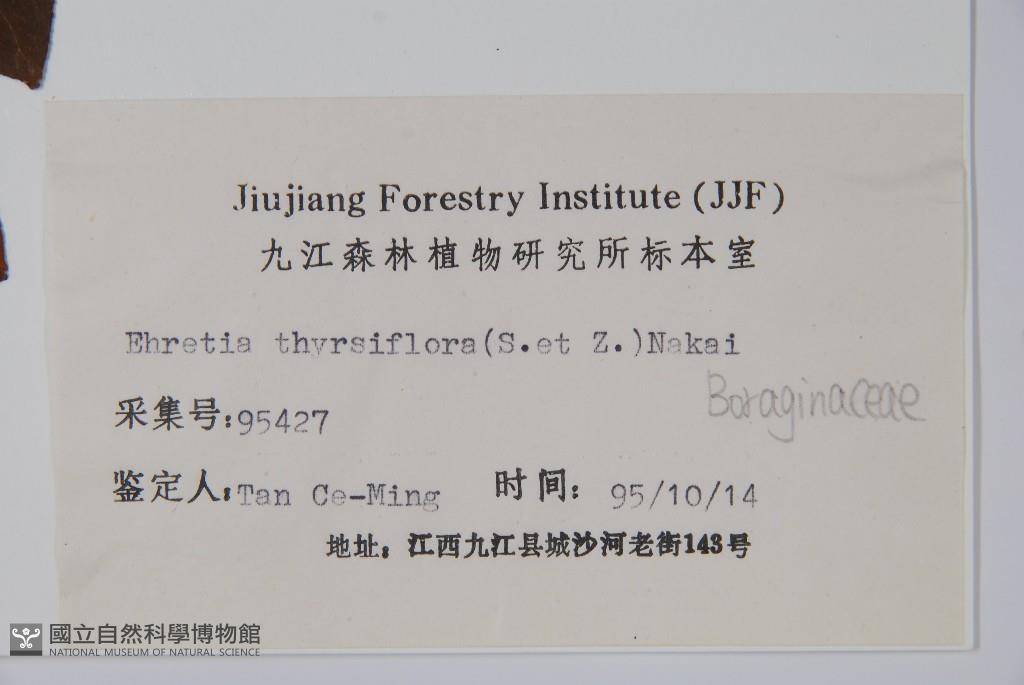 Jiujiang Forestry Institute (JJF)
九江森林植物研究所标本室
Ehretia thyrsiflora(S.et Z.)Nakai
Boraginaceae
采集号:95427
鉴定人:Tan Ce-Ming 时间: 95/10/14
地址: 江西九江县城沙河老街143号
國立自然科學博物館
NATIONAL MUSEUM OF NATURAL SCIENCE